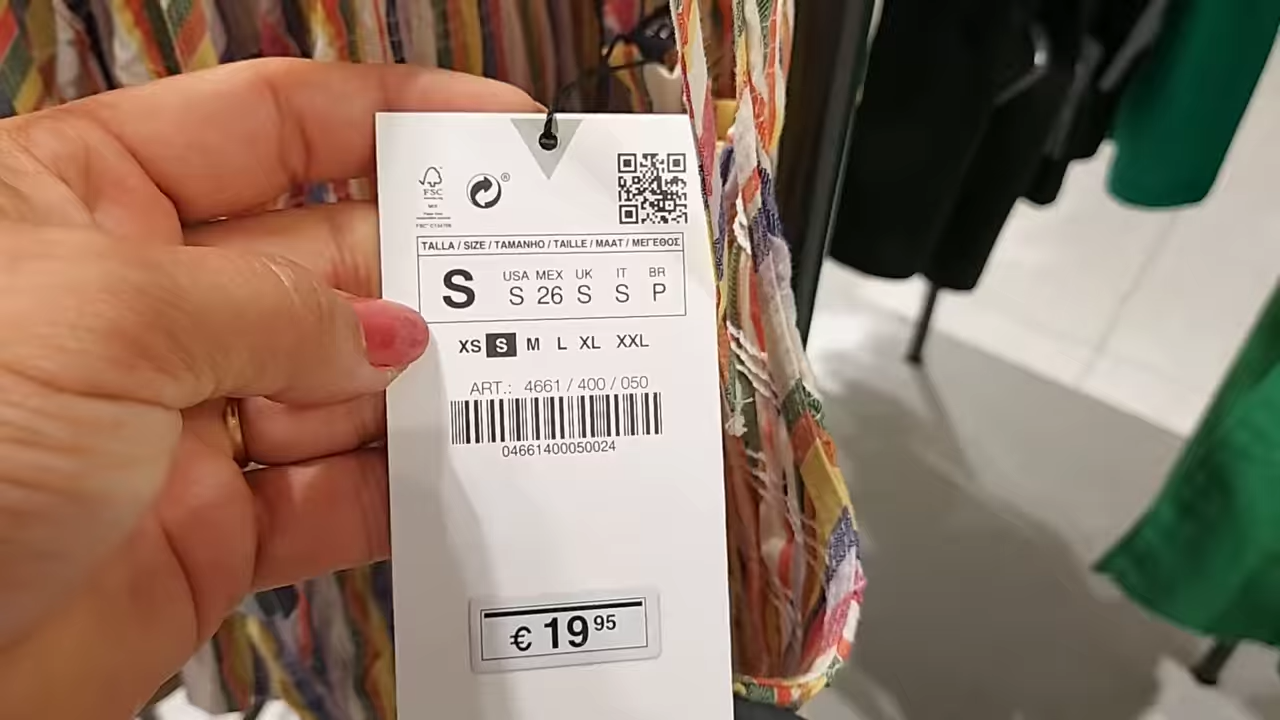 FSC
MIX
®
TALLA / SIZE / TAMANHO / TAILLE / MAAT / ΜΕΓΕΘΟΣ
S
USA MEX UK IT BR
S 26 S S P
XS S M L XL XXL
ART.: 4661 / 400 / 050
04661400050024
€ 19 95